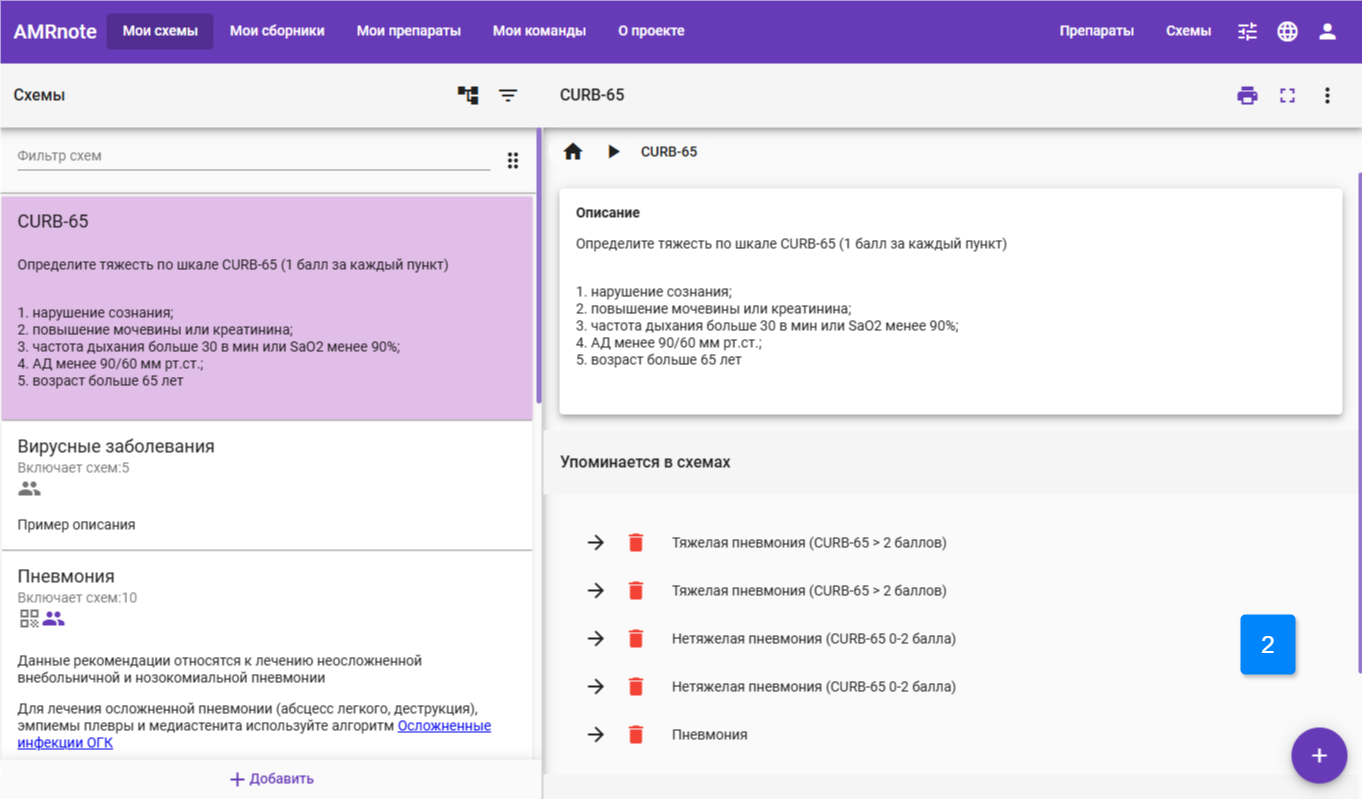 AMRnote
Мои схемы
Мои сборники
Мои препараты
Мои команды
О проекте
Препараты
Схемы
Схемы
Фильтр схем
CURB-65
Определите тяжесть по шкале CURB-65 (1 балл за каждый пункт)
1. нарушение сознания;
2. повышение мочевины или креатинина;
3. частота дыхания больше 30 в мин или SaO2 менее 90%;
4. АД менее 90/60 мм рт.ст.;
5. возраст больше 65 лет
Вирусные заболевания
Включает схем:5
Пример описания
Пневмония
Включает схем:10
Данные рекомендации относятся к лечению неосложненной
внебольничной и нозокомиальной пневмонии
Для лечения осложненной пневмонии (абсцесс легкого, деструкция),
эмпиемы плевры и медиастенита используйте алгоритм Осложненные
инфекции ОГК
+ Добавить
CURB-65
CURB-65
Описание
Определите тяжесть по шкале CURB-65 (1 балл за каждый пункт)
1. нарушение сознания;
2. повышение мочевины или креатинина;
3. частота дыхания больше 30 в мин или SaO2 менее 90%;
4. АД менее 90/60 мм рт.ст.;
5. возраст больше 65 лет
Упоминается в схемах
Тяжелая пневмония (CURB-65 > 2 баллов)
Тяжелая пневмония (CURB-65 > 2 баллов)
Нетяжелая пневмония (CURB-65 0-2 балла)
Нетяжелая пневмония (CURB-65 0-2 балла)
Пневмония
2
+